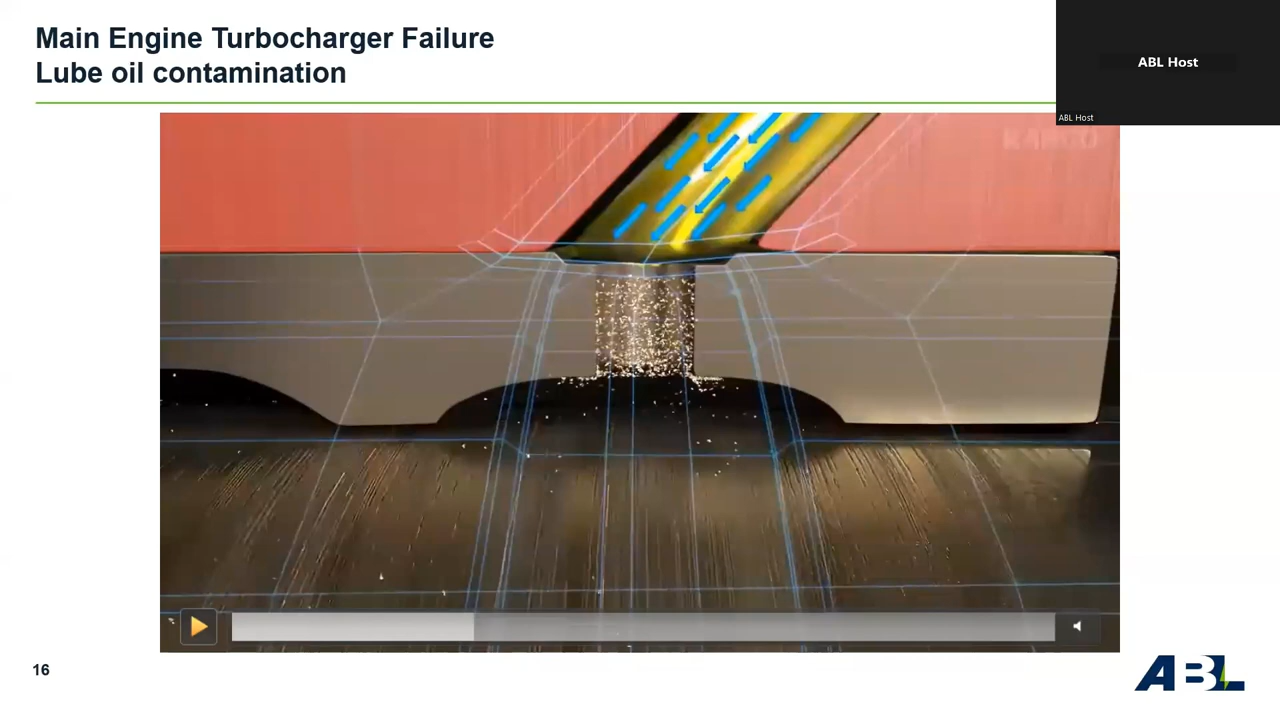 Main Engine Turbocharger Failure
Lube oil contamination
ABL Host
ABL Host
16
ABL